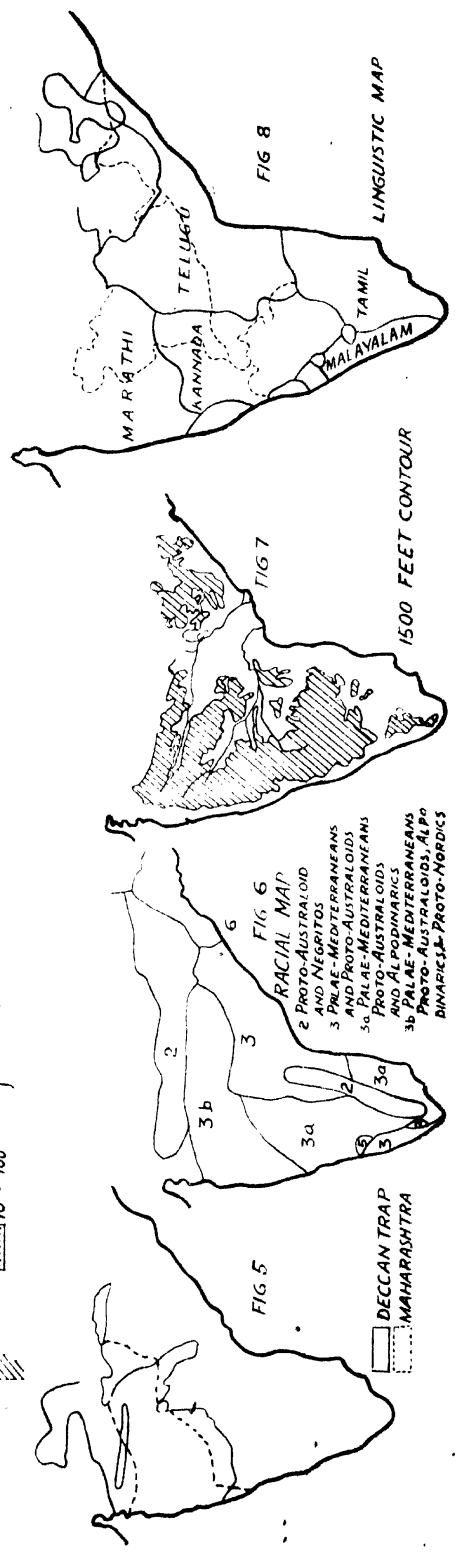 FIG 5
DECCAN TRAP
MAHARASHTRA
2
3b
3
6
3a
2
3a
5
3
FIG 6
RACIAL MAP
2 PROTO-AUSTRALOID
AND NEGRITOS
3 PALAE-MEDITERRANEANS
AND PROTO-AUSTRALOIDS
3a PALAE-MEDITERRANEANS
PROTO-AUSTRALOIDS
AND ALPODINARICS
3b PALAE-MEDITERRANEANS
PROTO-AUSTRALOIDS, ALPO
DINARICS & PROTO-NORDICS
FIG 7
1500 FEET CONTOUR
MARATHI
TELUGU
KANNADA
TAMIL
MALAYALAM
FIG 8
LINGUISTIC MAP